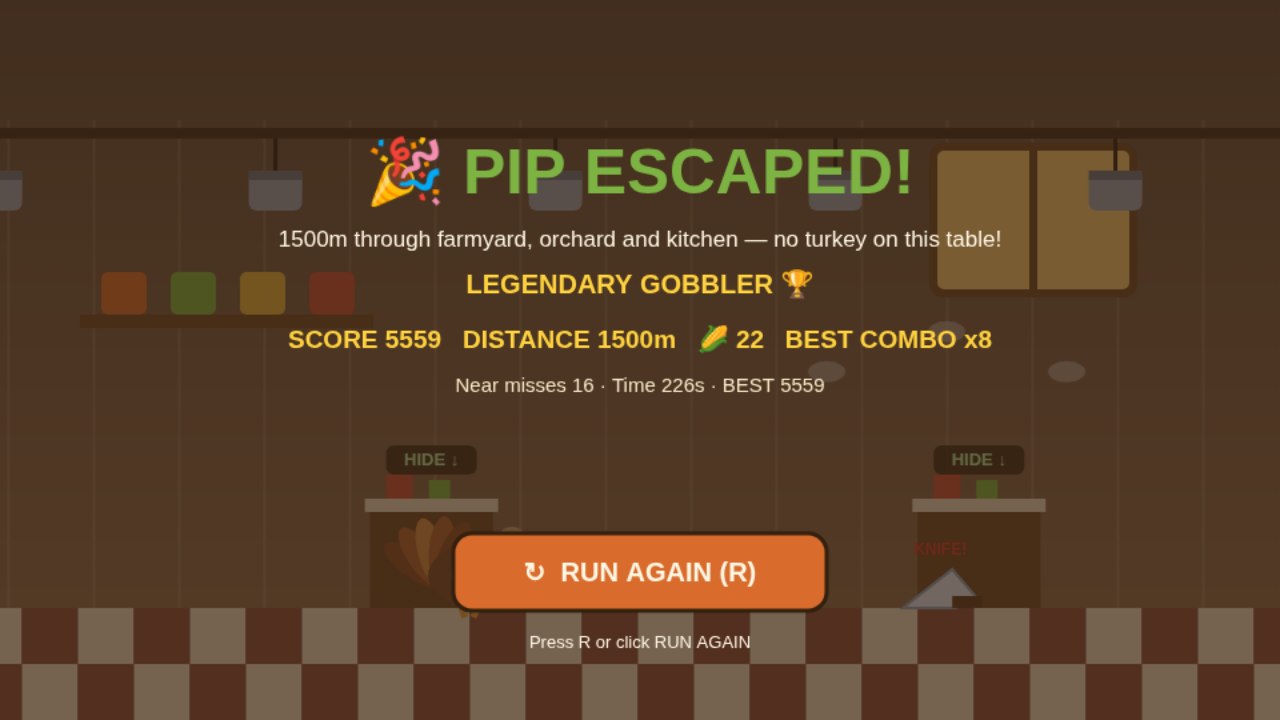 🎉 PIP ESCAPED!
1500m through farmyard, orchard and kitchen — no turkey on this table!
LEGENDARY GOBBLER 🏆
SCORE 5559 DISTANCE 1500m 🌽 22 BEST COMBO x8
Near misses 16 · Time 226s · BEST 5559
HIDE ↓ HIDE ↓
KNIFE!
↻ RUN AGAIN (R)
Press R or click RUN AGAIN